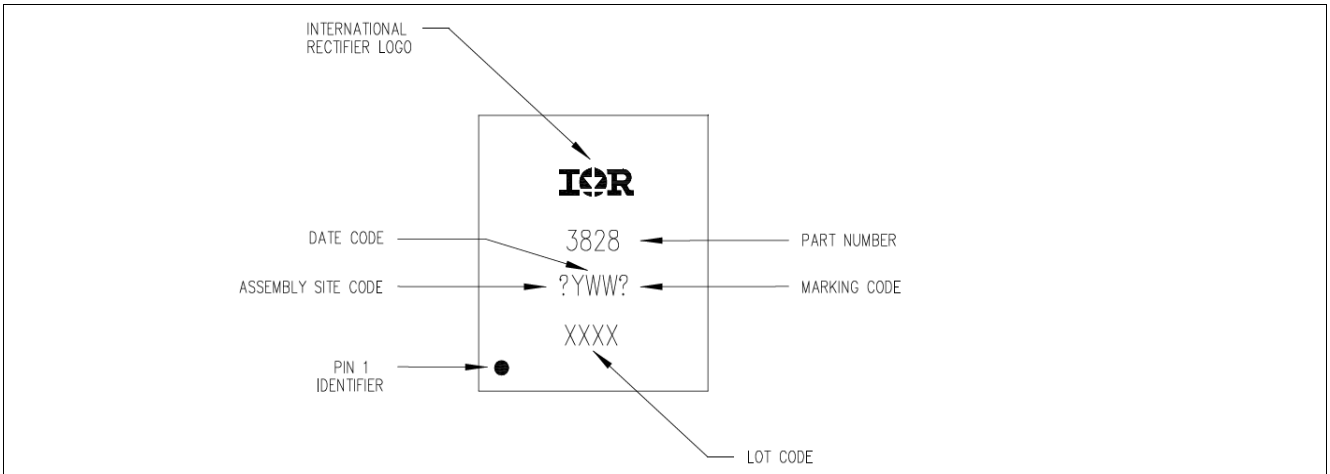 INTERNATIONAL
RECTIFIER LOGO
IOR
DATE CODE
3828
PART NUMBER
ASSEMBLY SITE CODE
?YWW?
MARKING CODE
XXXX
PIN 1
IDENTIFIER
LOT CODE